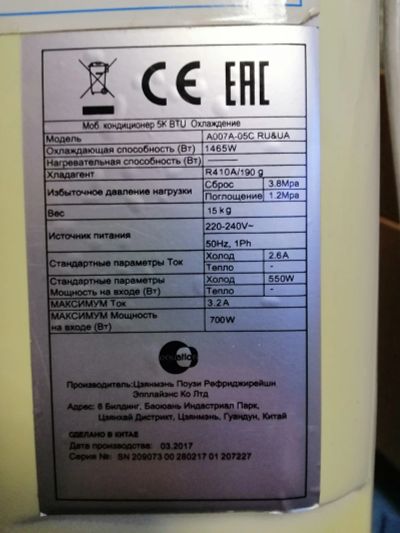 CE EAC
Моб. кондиционер 5K BTU Охлаждение
Модель A007A-05C RU&UA
Охлаждающая способность (Вт) 1465W
Нагревательная способность (Вт) ———
Хладагент R410A/190 g
Избыточное давление нагрузки Сброс 3.8Mpa
Поглощение 1.2Mpa
Вес 15 kg
Источник питания 220-240V~
50Hz, 1Ph
Стандартные параметры Ток Холод 2.6A
Тепло -
Стандартные параметры Мощность на входе (Вт) Холод 550W
Тепло -
МАКСИМУМ Ток 3.2A
МАКСИМУМ Мощность на входе (Вт) 700W
Производитель: Цзянмэнь Поузи Рефриджирейшн
Эпплайэнс Ко Лтд
Адрес: 6 Билдинг, Баоюань Индастриал Парк,
Цзянхай Дистрикт, Цзянмэнь, Гуандун, Китай
СДЕЛАНО В КИТАЕ
Дата производства: 03.2017
Серия №: SN 209073 00 280217 01 207227